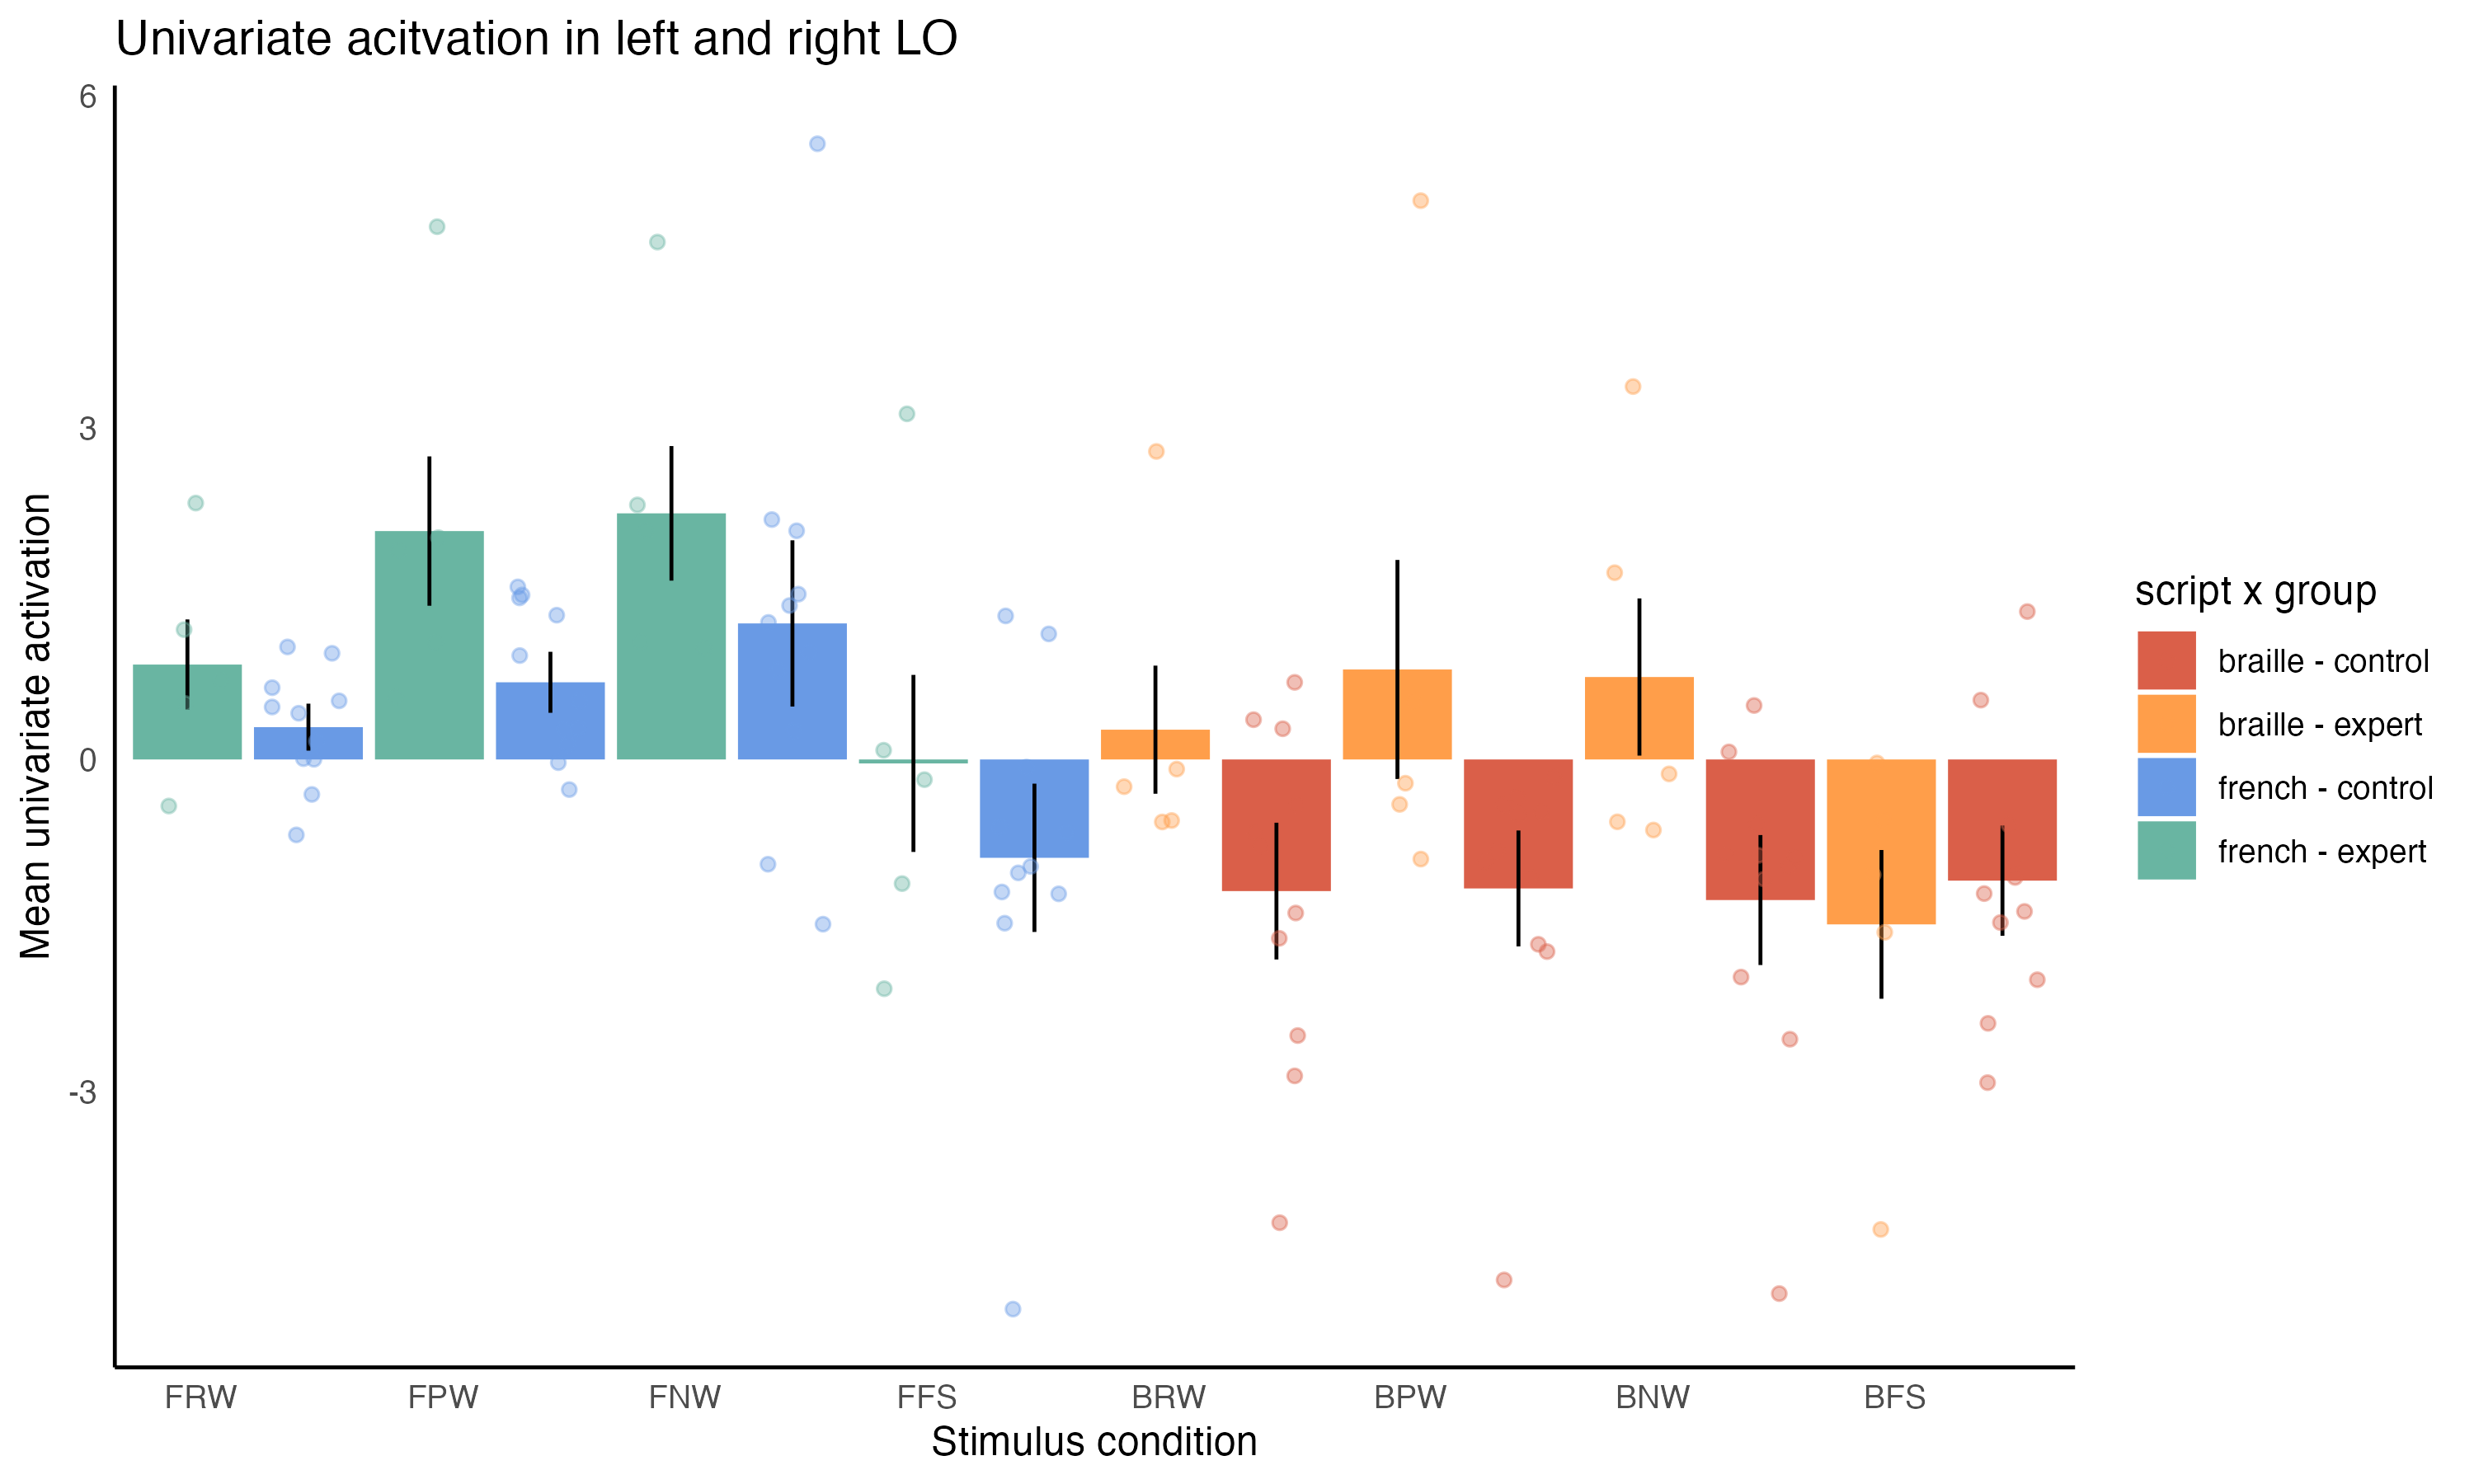 Univariate acitvation in left and right LO
6
3
0
-3
Mean univariate activation
FRW FPW FNW FFS BRW BPW BNW BFS
Stimulus condition
script x group
braille - control
braille - expert
french - control
french - expert